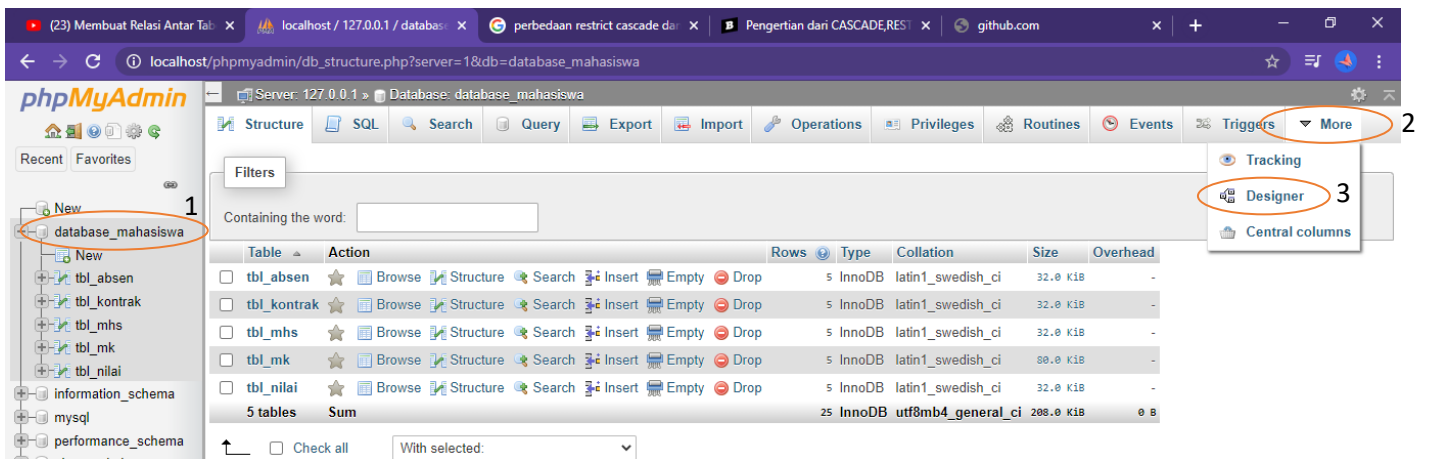 (23) Membuat Relasi Antar Tab
localhost / 127.0.0.1 / database
perbedaan restrict cascade dar
Pengertian dari CASCADE,REST
github.com
localhost/phpmyadmin/db_structure.php?server=1&db=database_mahasiswa
phpMyAdmin
Server: 127.0.0.1 » Database: database_mahasiswa
Structure SQL Search Query Export Import Operations Privileges Routines Events Triggers More 2
Recent Favorites
Tracking
Designer 3
Central columns
Filters
Containing the word:
New
1
database_mahasiswa
New
tbl_absen
tbl_kontrak
tbl_mhs
tbl_mk
tbl_nilai
information_schema
mysql
performance_schema
Table Action Rows Type Collation Size Overhead
tbl_absen Browse Structure Search Insert Empty Drop 5 InnoDB latin1_swedish_ci 32.0 KiB -
tbl_kontrak Browse Structure Search Insert Empty Drop 5 InnoDB latin1_swedish_ci 32.0 KiB -
tbl_mhs Browse Structure Search Insert Empty Drop 5 InnoDB latin1_swedish_ci 32.0 KiB -
tbl_mk Browse Structure Search Insert Empty Drop 5 InnoDB latin1_swedish_ci 80.0 KiB -
tbl_nilai Browse Structure Search Insert Empty Drop 5 InnoDB latin1_swedish_ci 32.0 KiB -
5 tables Sum 25 InnoDB utf8mb4_general_ci 208.0 KiB 0 B
Check all With selected: